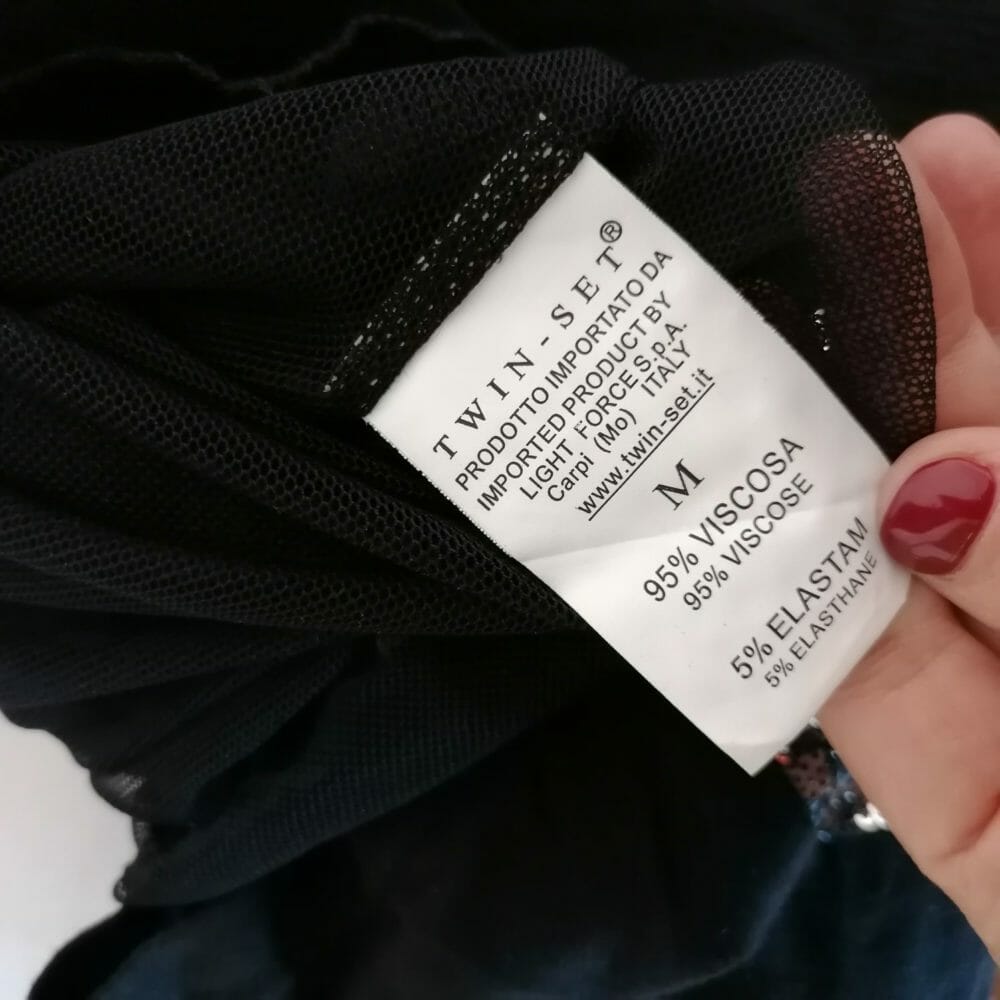 TWIN-SET®
PRODOTTO IMPORTATO DA
IMPORTED PRODUCT BY
LIGHT FORCE S.p.A.
Carpi (Mo) ITALY
www.twin-set.it
M
95% VISCOSA
95% VISCOSE
5% ELASTAM
5% ELASTHANE